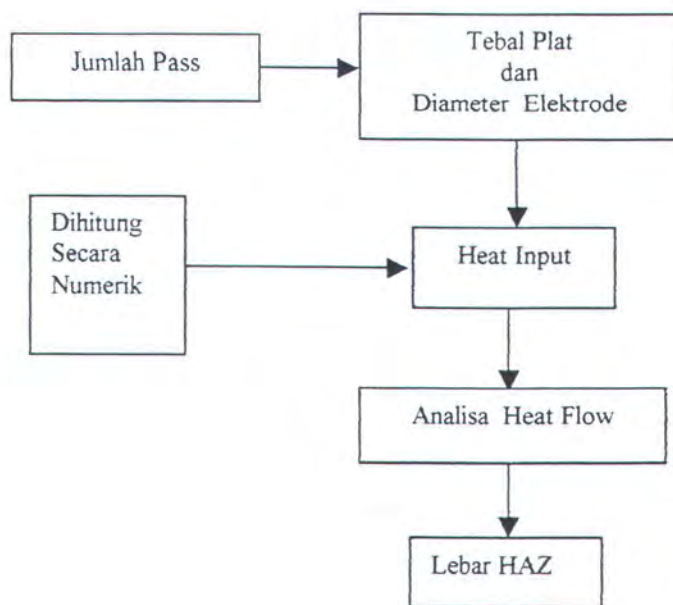 Jumlah Pass
Tebal Plat
dan
Diameter Elektrode
Dihitung
Secara
Numerik
Heat Input
Analisa Heat Flow
Lebar HAZ